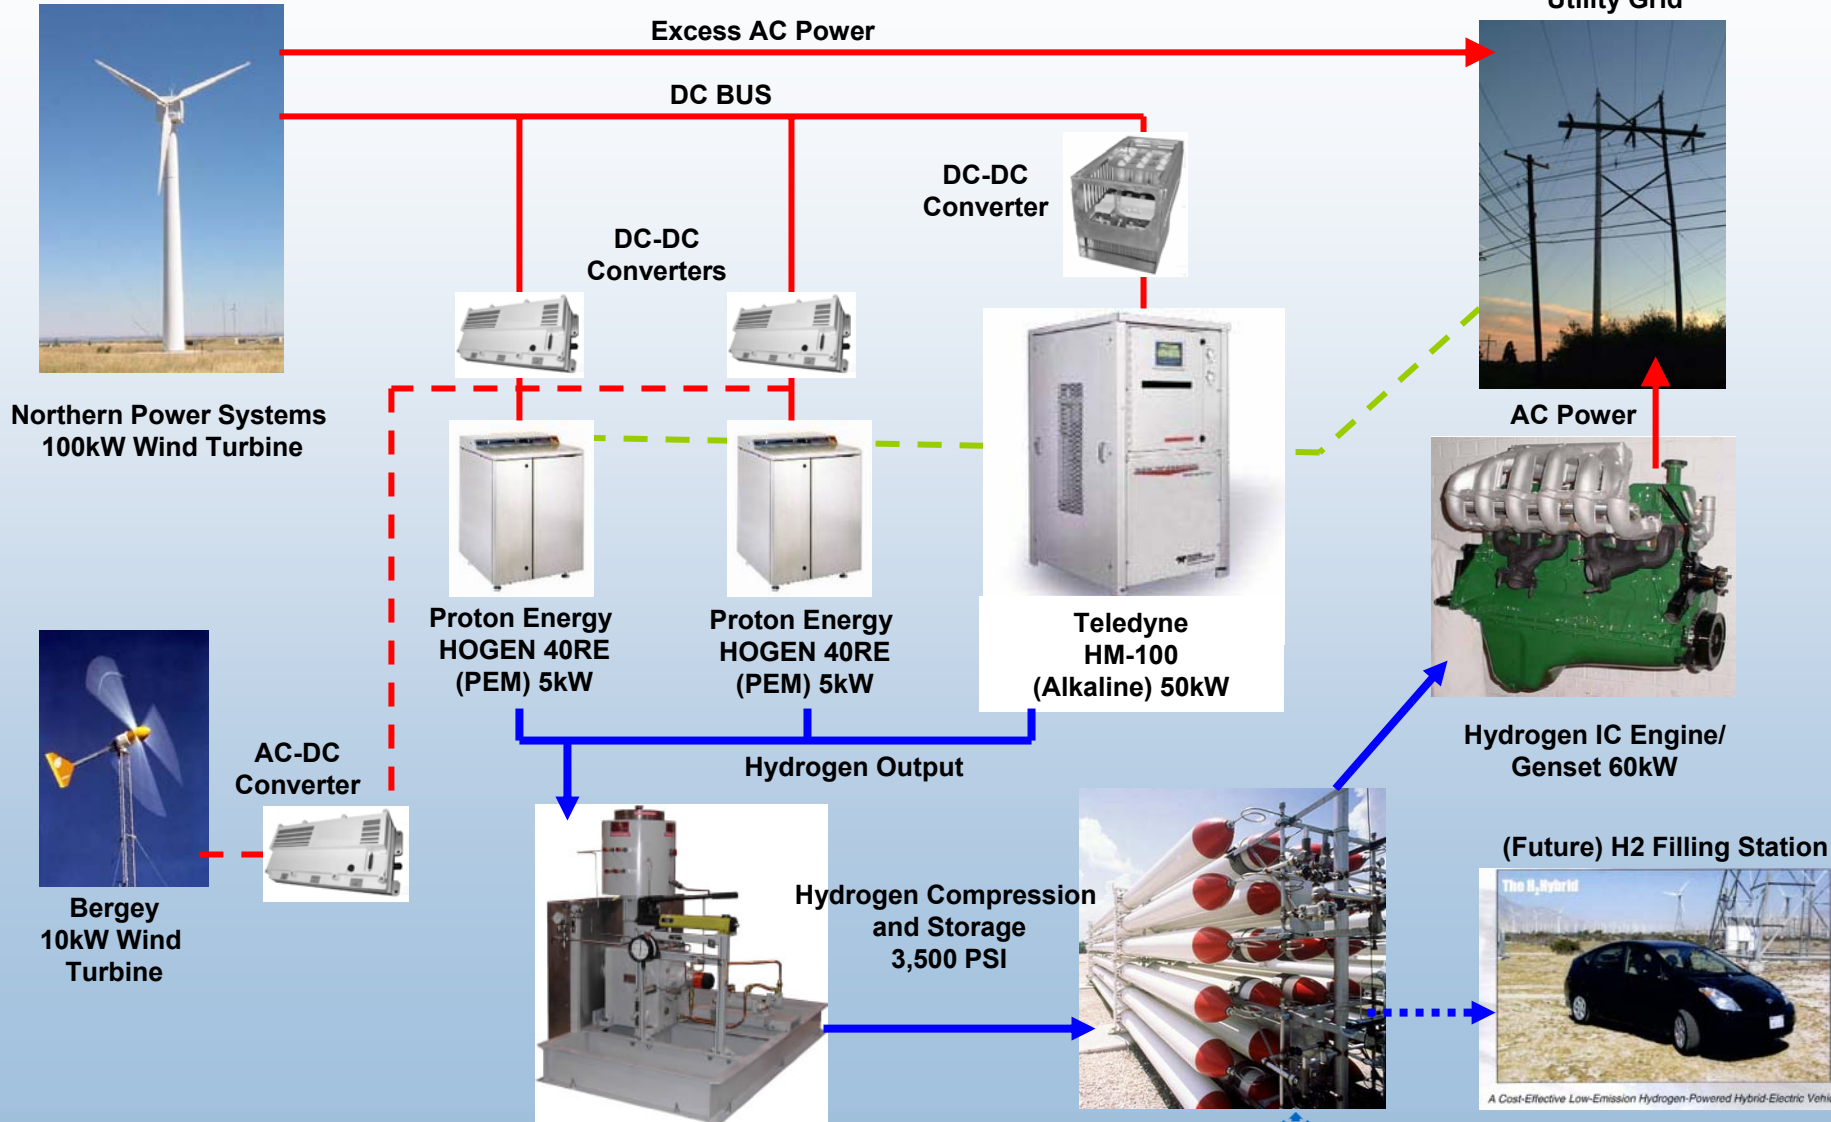 Utility Grid
Excess AC Power
DC BUS
DC-DC
Converter
DC-DC
Converters
Northern Power Systems
100kW Wind Turbine
AC Power
Proton Energy
HOGEN 40RE
(PEM) 5kW
Proton Energy
HOGEN 40RE
(PEM) 5kW
Teledyne
HM-100
(Alkaline) 50kW
AC-DC
Converter
Hydrogen Output
Hydrogen IC Engine/
Genset 60kW
Bergey
10kW Wind
Turbine
Hydrogen Compression
and Storage
3,500 PSI
(Future) H2 Filling Station
The H2Hybrid
A Cost-Effective Low-Emission Hydrogen-Powered Hybrid-Electric